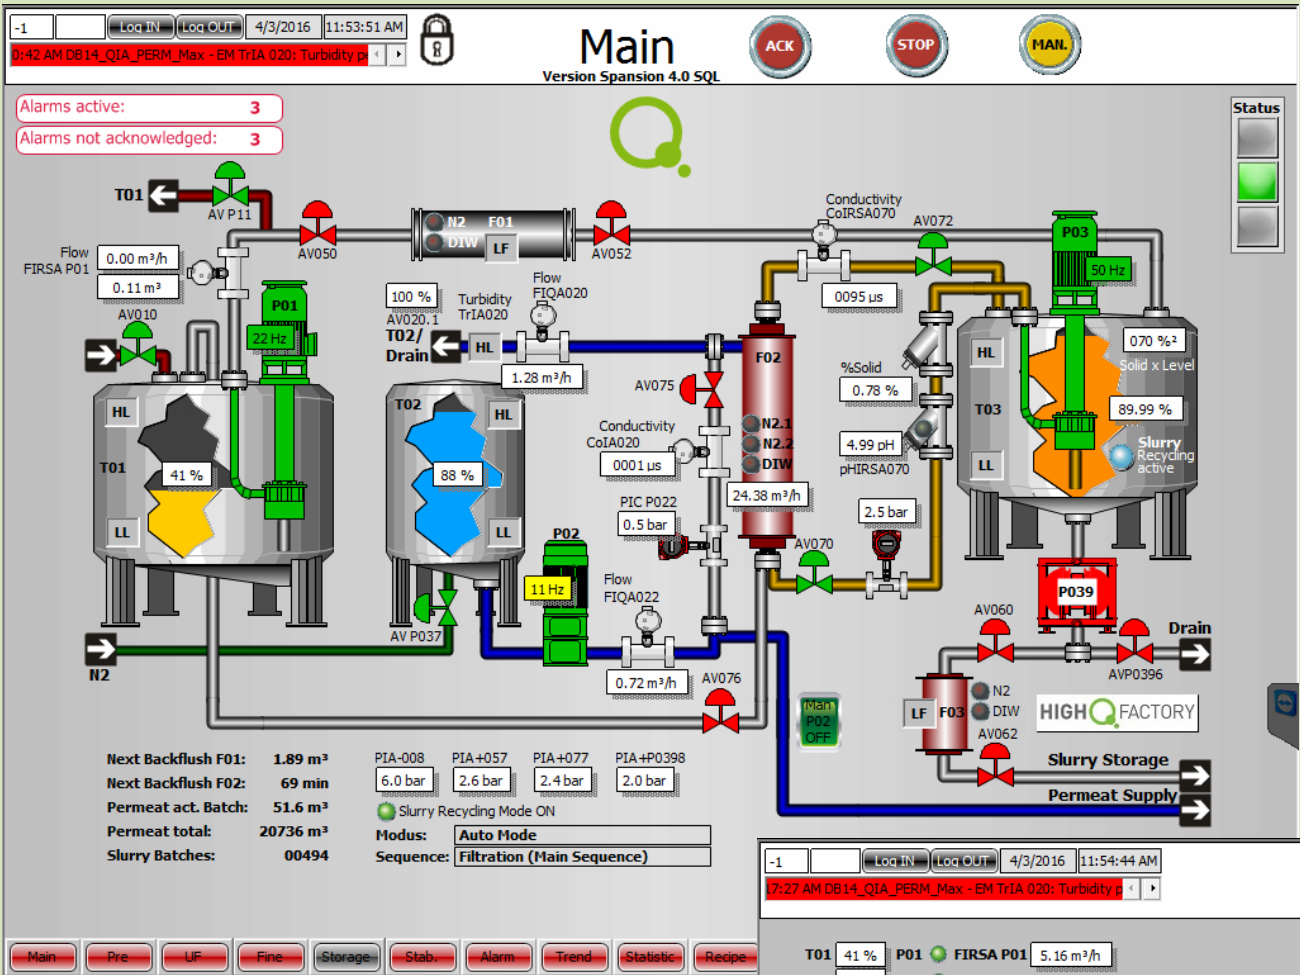 -1 Log IN Log OUT 4/3/2016 11:53:51 AM
0:42 AM DB14_QIA_PERM_Max - EM TrIA 020: Turbidity
Main
Version Spansion 4.0 SQL
ACK
STOP
MAN.
Alarms active: 3
Alarms not acknowledged: 3
Status
T01
AV P11
Flow
FIRSA P01
0.00 m³/h
0.11 m³
AV050
N2 F01
DIW LF
AV052
Conductivity
CoIRSA070
AV072
0095 µs
P03
50 Hz
AV010
P01
22 Hz
100 %
AV020.1
T02/
Drain
Turbidity
TrIA020
HL
Flow
FIQA020
1.28 m³/h
F02
N2.1
N2.2
DIW
24.38 m³/h
AV075
Conductivity
CoIA020
0001 µs
PIC P022
0.5 bar
%Solid
0.78 %
4.99 pH
pHIRSA070
2.5 bar
AV070
HL
T03
LL
070 %²
Solid x Level
89.99 %
Slurry
Recycling
active
HL
T01
41 %
LL
T02
HL
88 %
LL
P02
11 Hz
Flow
FIQA022
0.72 m³/h
AV P037
N2
AV076
Man
P02
OFF
P039
AV060
AVP0396
Drain
LF F03
N2
DIW
AV062
HIGH Q FACTORY
Slurry Storage
Permeat Supply
Next Backflush F01: 1.89 m³
Next Backflush F02: 69 min
Permeat act. Batch: 51.6 m³
Permeat total: 20736 m³
Slurry Batches: 00494
PIA-008 PIA+057 PIA+077 PIA+P0398
6.0 bar 2.6 bar 2.4 bar 2.0 bar
Slurry Recycling Mode ON
Modus: Auto Mode
Sequence: Filtration (Main Sequence)
-1 Log IN Log OUT 4/3/2016 11:54:44 AM
17:27 AM DB14_QIA_PERM_Max - EM TrIA 020: Turbidity
T01 41 % P01 FIRSA P01 5.16 m³/h
Main Pre UF Fine Storage Stab. Alarm Trend Statistic Recipe